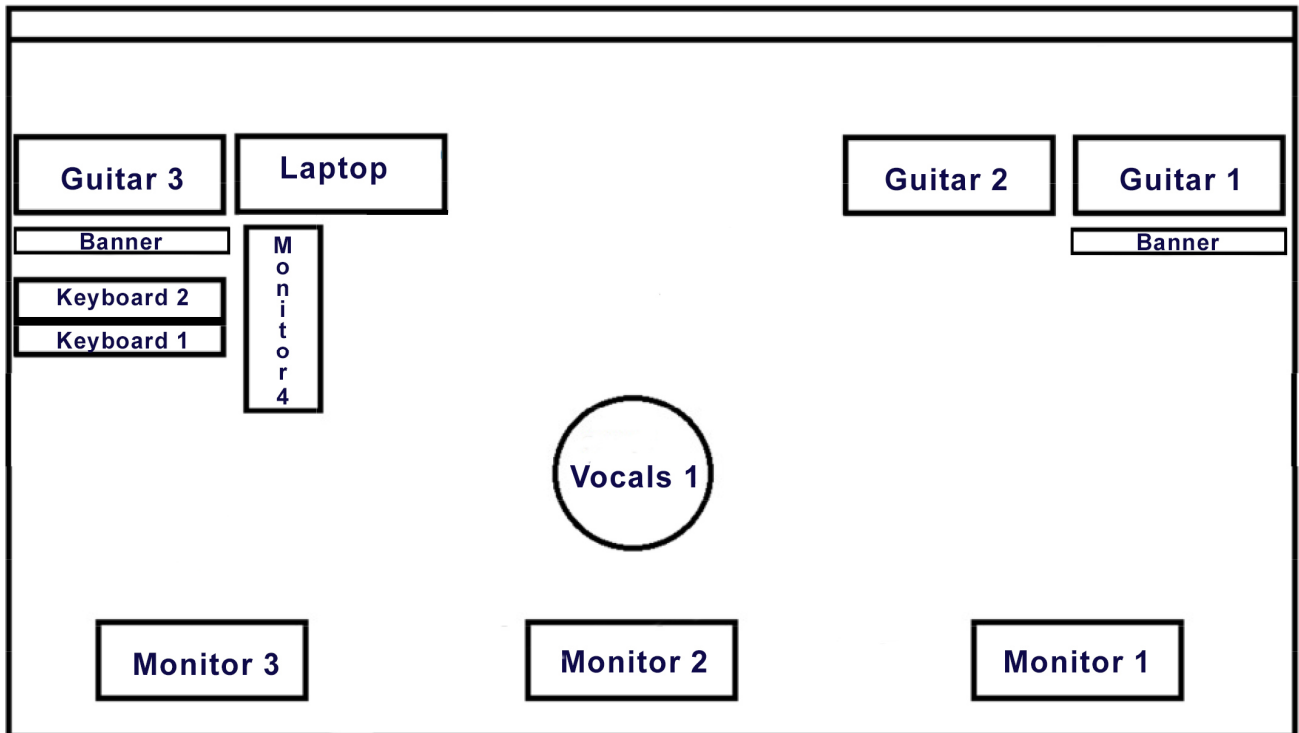 Guitar 3
Laptop
Guitar 2
Guitar 1
Banner
Monitor 4
Banner
Keyboard 2
Keyboard 1
Vocals 1
Monitor 3
Monitor 2
Monitor 1